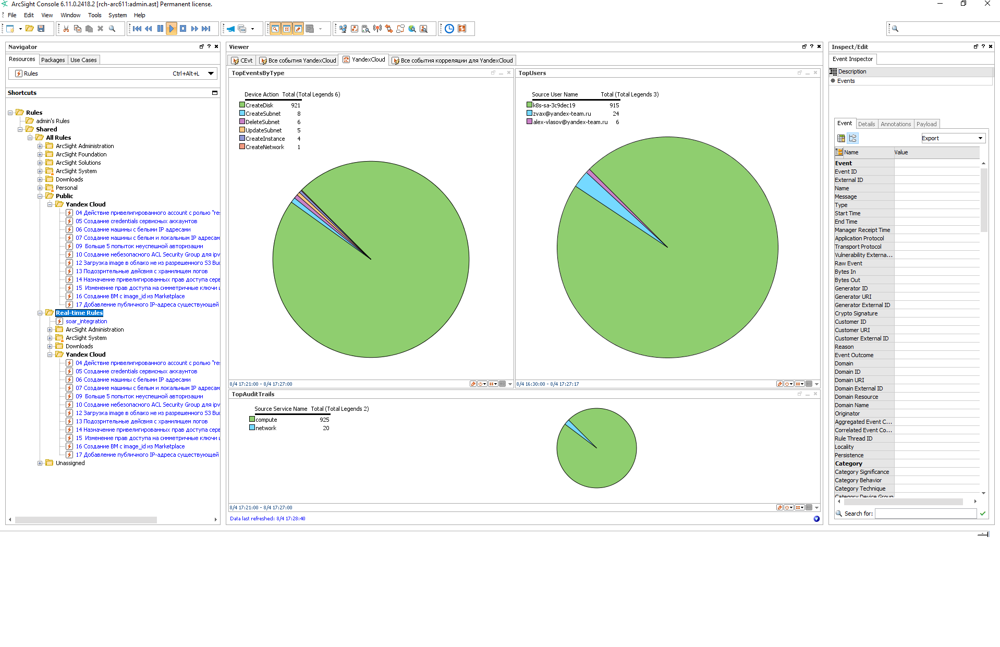 ArcSight Console 6.11.0.2418.2 [rch-arc611:admin.ast] Permanent license.
File Edit View Window Tools System Help
Navigator
Resources Packages Use Cases
Rules Ctrl+Alt+L
Shortcuts
Rules
admin's Rules
Shared
All Rules
ArcSight Administration
ArcSight Foundation
ArcSight Solutions
ArcSight System
Downloads
Personal
Public
Yandex Cloud
04 Действие привелигированного account с ролью "res
05 Создание credentials сервисных аккаунтов
06 Создание машины с белыми IP адресами
07 Создание машины с белым и локальным IP адресам
09 Больше 5 попыток неуспешной авторизации
10 Создание небезопасного ACL Security Group для ipv
12 Загрузка image в облако не из разрешенного S3 Buc
13 Подозрительные дейсвия с хранилищем логов
14 Назначение привелигированных прав доступа серв
15 Изменение прав доступа на симметричные ключи
16 Создание ВМ с image_id из Marketplace
17 Добавление публичного IP-адреса существующей
Real-time Rules
soar_integration
ArcSight Administration
ArcSight System
Downloads
Yandex Cloud
04 Действие привелигированного account с ролью "res
05 Создание credentials сервисных аккаунтов
06 Создание машины с белыми IP адресами
07 Создание машины с белым и локальным IP адресам
09 Больше 5 попыток неуспешной авторизации
10 Создание небезопасного ACL Security Group для ipv
12 Загрузка image в облако не из разрешенного S3 Buc
13 Подозрительные дейсвия с хранилищем логов
14 Назначение привелигированных прав доступа серв
15 Изменение прав доступа на симметричные ключи
16 Создание ВМ с image_id из Marketplace
17 Добавление публичного IP-адреса существующей
Unassigned
Viewer
CEvt Все события YandexCloud YandexCloud Все события корреляции для YandexCloud
TopEventsByType
Device Action Total (Total Legends 6)
CreateDisk 921
CreateSubnet 8
DeleteSubnet 6
UpdateSubnet 5
CreateInstance 4
CreateNetwork 1
8/4 17:21:00 - 8/4 17:27:00
TopUsers
Source User Name Total (Total Legends 3)
k8s-sa-3c9dec19 915
zvax@yandex-team.ru 24
alex-vlasov@yandex-team.ru 6
8/4 16:30:00 - 8/4 17:27:17
TopAuditTrails
Source Service Name Total (Total Legends 2)
compute 925
network 20
8/4 17:21:00 - 8/4 17:27:00
Data last refreshed: 8/4 17:28:40
Inspect/Edit
Event Inspector
Description
Events
Event Details Annotations Payload
Export
Name Value
Event
Event ID
External ID
Name
Message
Type
Start Time
End Time
Manager Receipt Time
Application Protocol
Transport Protocol
Vulnerability Externa...
Raw Event
Bytes In
Bytes Out
Generator ID
Generator URI
Generator External ID
Crypto Signature
Customer ID
Customer URI
Customer External ID
Reason
Event Outcome
Domain
Domain ID
Domain URI
Domain External ID
Domain Resource
Domain Name
Originator
Aggregated Event C...
Correlated Event Co...
Rule Thread ID
Locality
Persistence
Category
Category Significance
Category Behavior
Category Technique
Category Device Group
Search for: